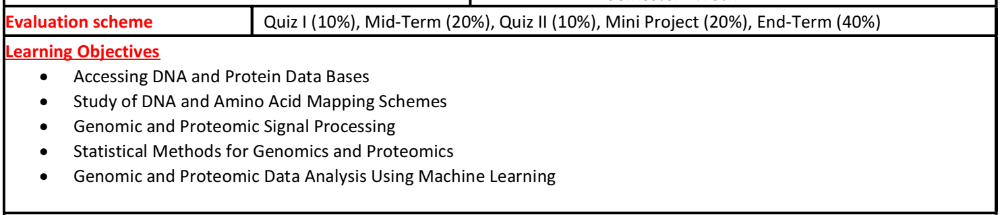 Evaluation scheme Quiz I (10%), Mid-Term (20%), Quiz II (10%), Mini Project (20%), End-Term (40%)
Learning Objectives
• Accessing DNA and Protein Data Bases
• Study of DNA and Amino Acid Mapping Schemes
• Genomic and Proteomic Signal Processing
• Statistical Methods for Genomics and Proteomics
• Genomic and Proteomic Data Analysis Using Machine Learning